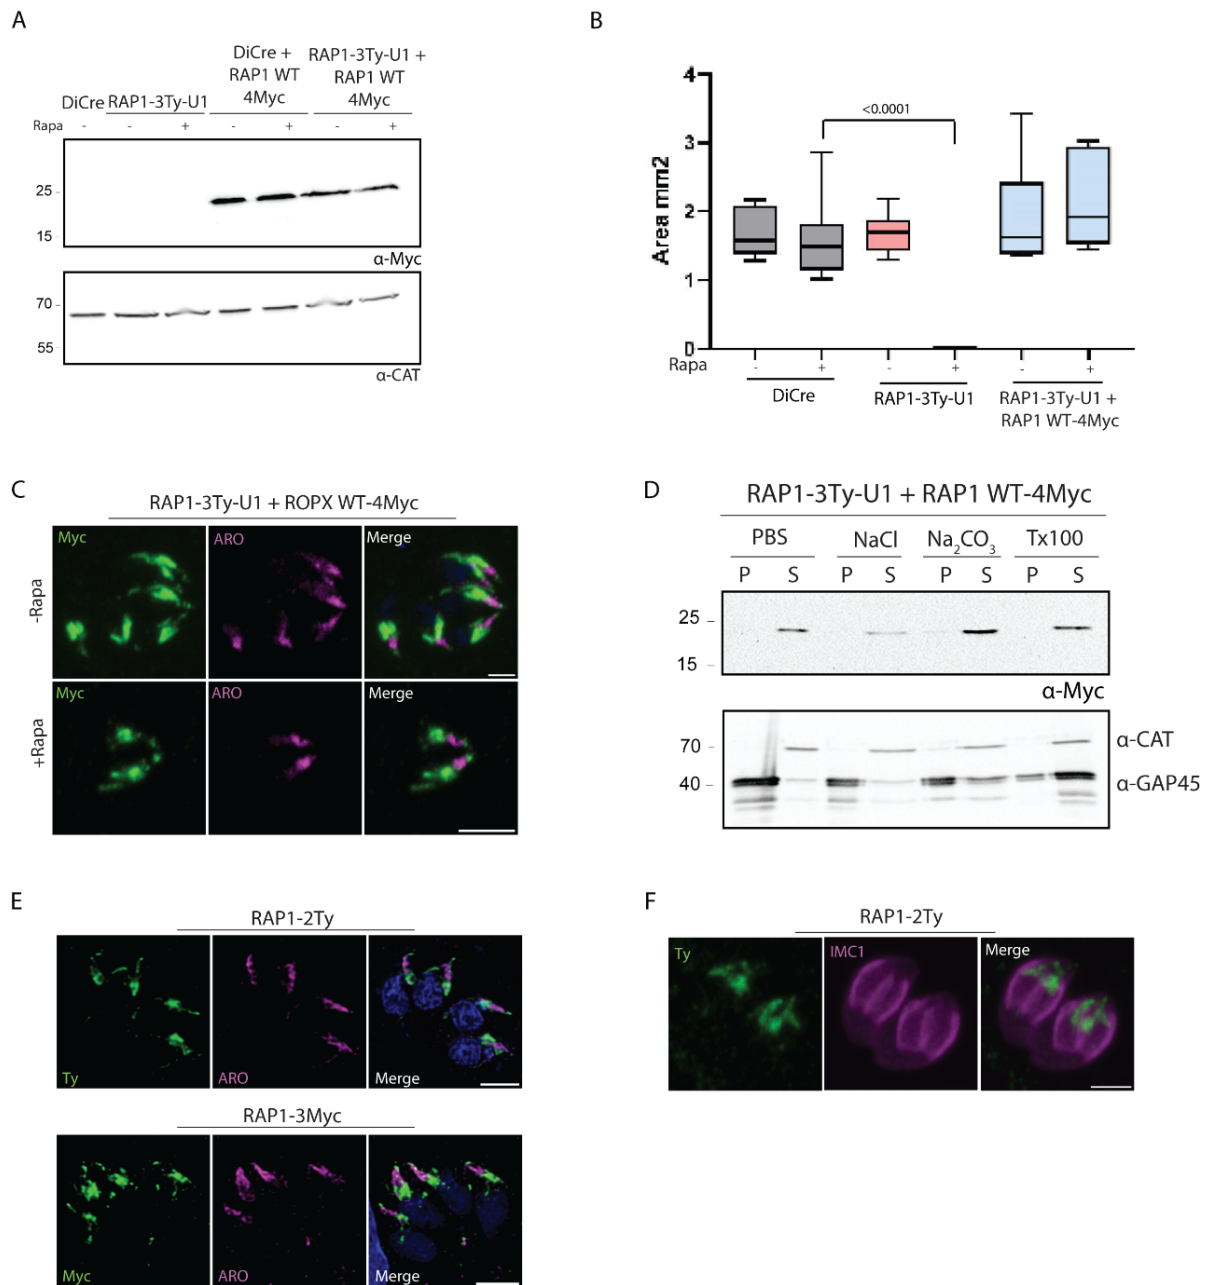 A
DiCre RAP1-3Ty-U1 DiCre + RAP1 WT 4Myc RAP1-3Ty-U1 + RAP1 WT 4Myc
Rapa - - + - + - +
25
15
α-Myc
70
55
α-CAT
B
Area mm2
4
3
2
1
0
<0.0001
Rapa - + - + - +
DiCre RAP1-3Ty-U1 RAP1-3Ty-U1 +
RAP1 WT-4Myc
C
RAP1-3Ty-U1 + ROPX WT-4Myc
-Rapa
Myc ARO Merge
+Rapa
Myc ARO Merge
D
RAP1-3Ty-U1 + RAP1 WT-4Myc
PBS NaCl Na₂CO₃ Tx100
P S P S P S P S
25
15
α-Myc
70
40
α-CAT
α-GAP45
E
RAP1-2Ty
Ty ARO Merge
RAP1-3Myc
Myc ARO Merge
F
RAP1-2Ty
Ty IMC1 Merge